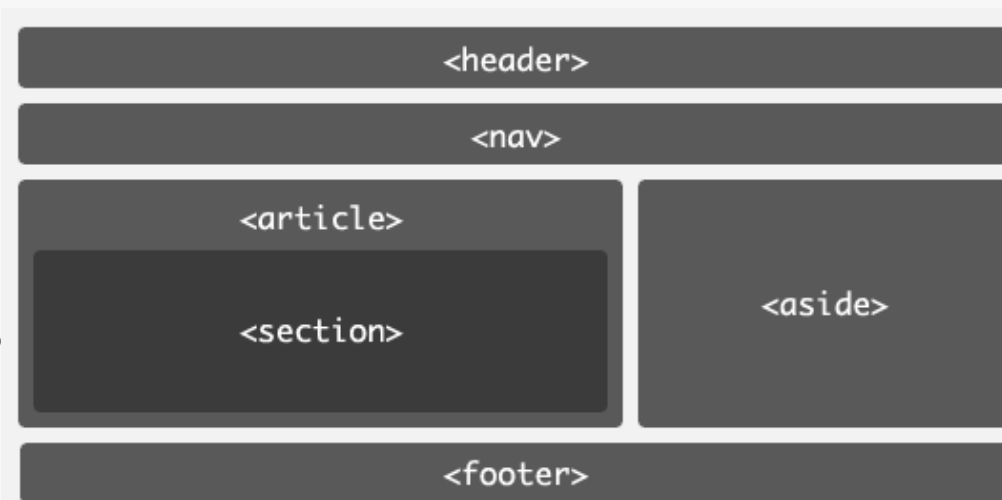 <header>
<nav>
<article>
<section>
<aside>
<footer>